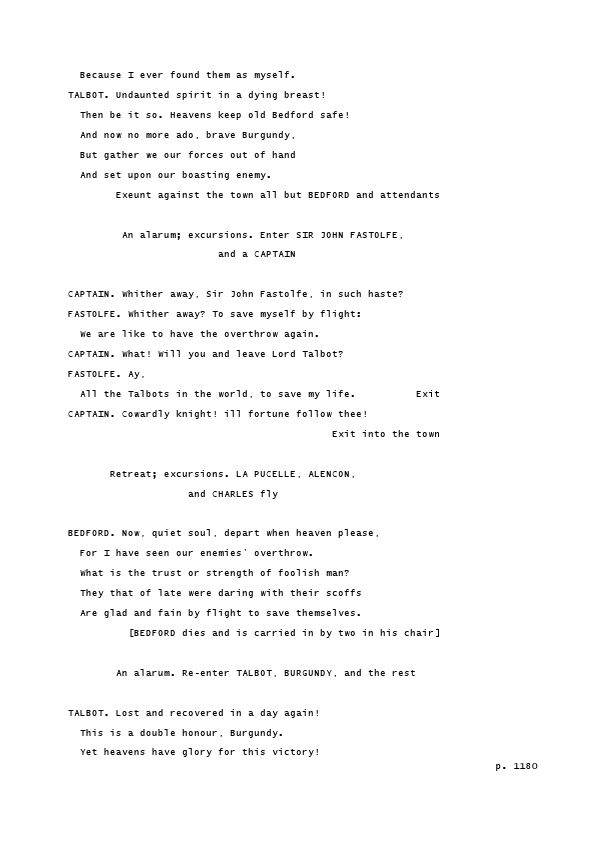 Because I ever found them as myself.
TALBOT. Undaunted spirit in a dying breast!
Then be it so. Heavens keep old Bedford safe!
And now no more ado, brave Burgundy,
But gather we our forces out of hand
And set upon our boasting enemy.
Exeunt against the town all but BEDFORD and attendants
An alarum; excursions. Enter SIR JOHN FASTOLFE,
and a CAPTAIN
CAPTAIN. Whither away, Sir John Fastolfe, in such haste?
FASTOLFE. Whither away? To save myself by flight:
We are like to have the overthrow again.
CAPTAIN. What! Will you and leave Lord Talbot?
FASTOLFE. Ay,
All the Talbots in the world, to save my life. Exit
CAPTAIN. Cowardly knight! ill fortune follow thee!
Exit into the town
Retreat; excursions. LA PUCELLE, ALENCON,
and CHARLES fly
BEDFORD. Now, quiet soul, depart when heaven please,
For I have seen our enemies' overthrow.
What is the trust or strength of foolish man?
They that of late were daring with their scoffs
Are glad and fain by flight to save themselves.
[BEDFORD dies and is carried in by two in his chair]
An alarum. Re-enter TALBOT, BURGUNDY, and the rest
TALBOT. Lost and recovered in a day again!
This is a double honour, Burgundy.
Yet heavens have glory for this victory!
p. 1180